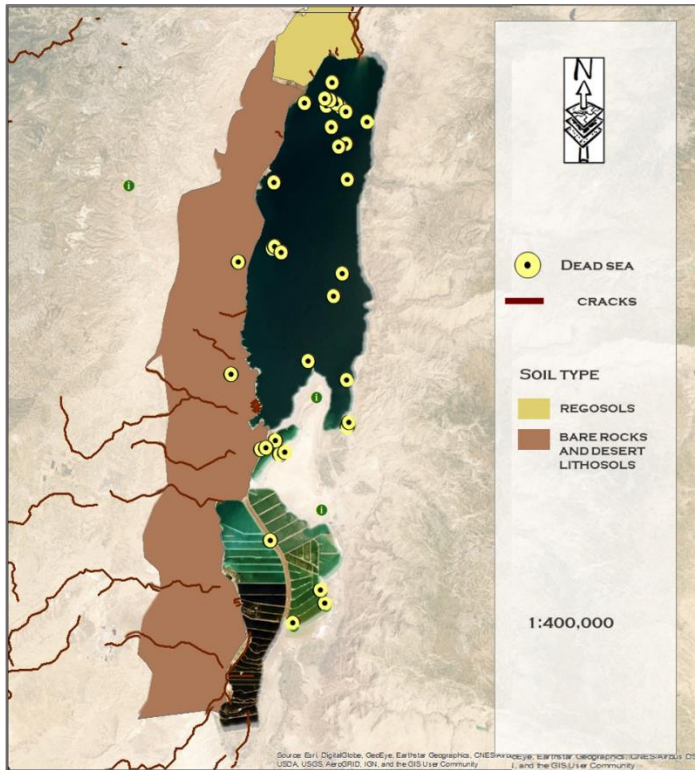 N
DEAD SEA
CRACKS
SOIL TYPE
REGOSOLS
BARE ROCKS
AND DESERT
LITHOSOLS
1:400,000
Source: Esri, DigitalGlobe, GeoEye, Earthstar Geographics, CNES/Airbus DS,
USDA, USGS, AeroGRID, IGN, and the GIS User Community